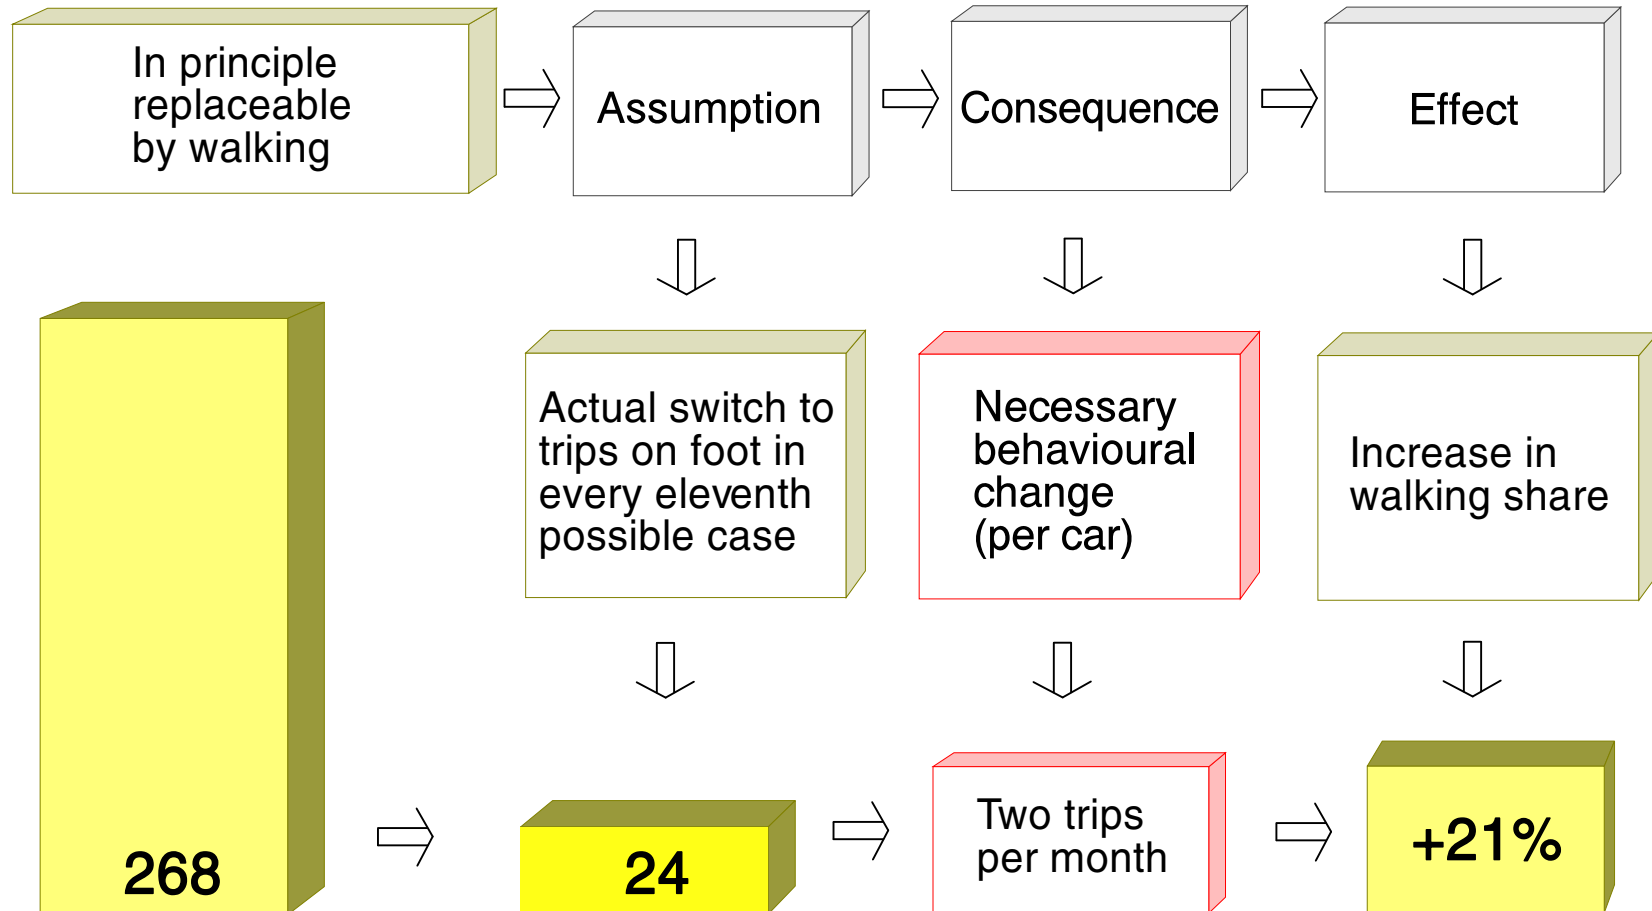 In principle
replaceable
by walking
Assumption
Consequence
Effect
Actual switch to
trips on foot in
every eleventh
possible case
Necessary
behavioural
change
(per car)
Increase in
walking share
268
24
Two trips
per month
+21%